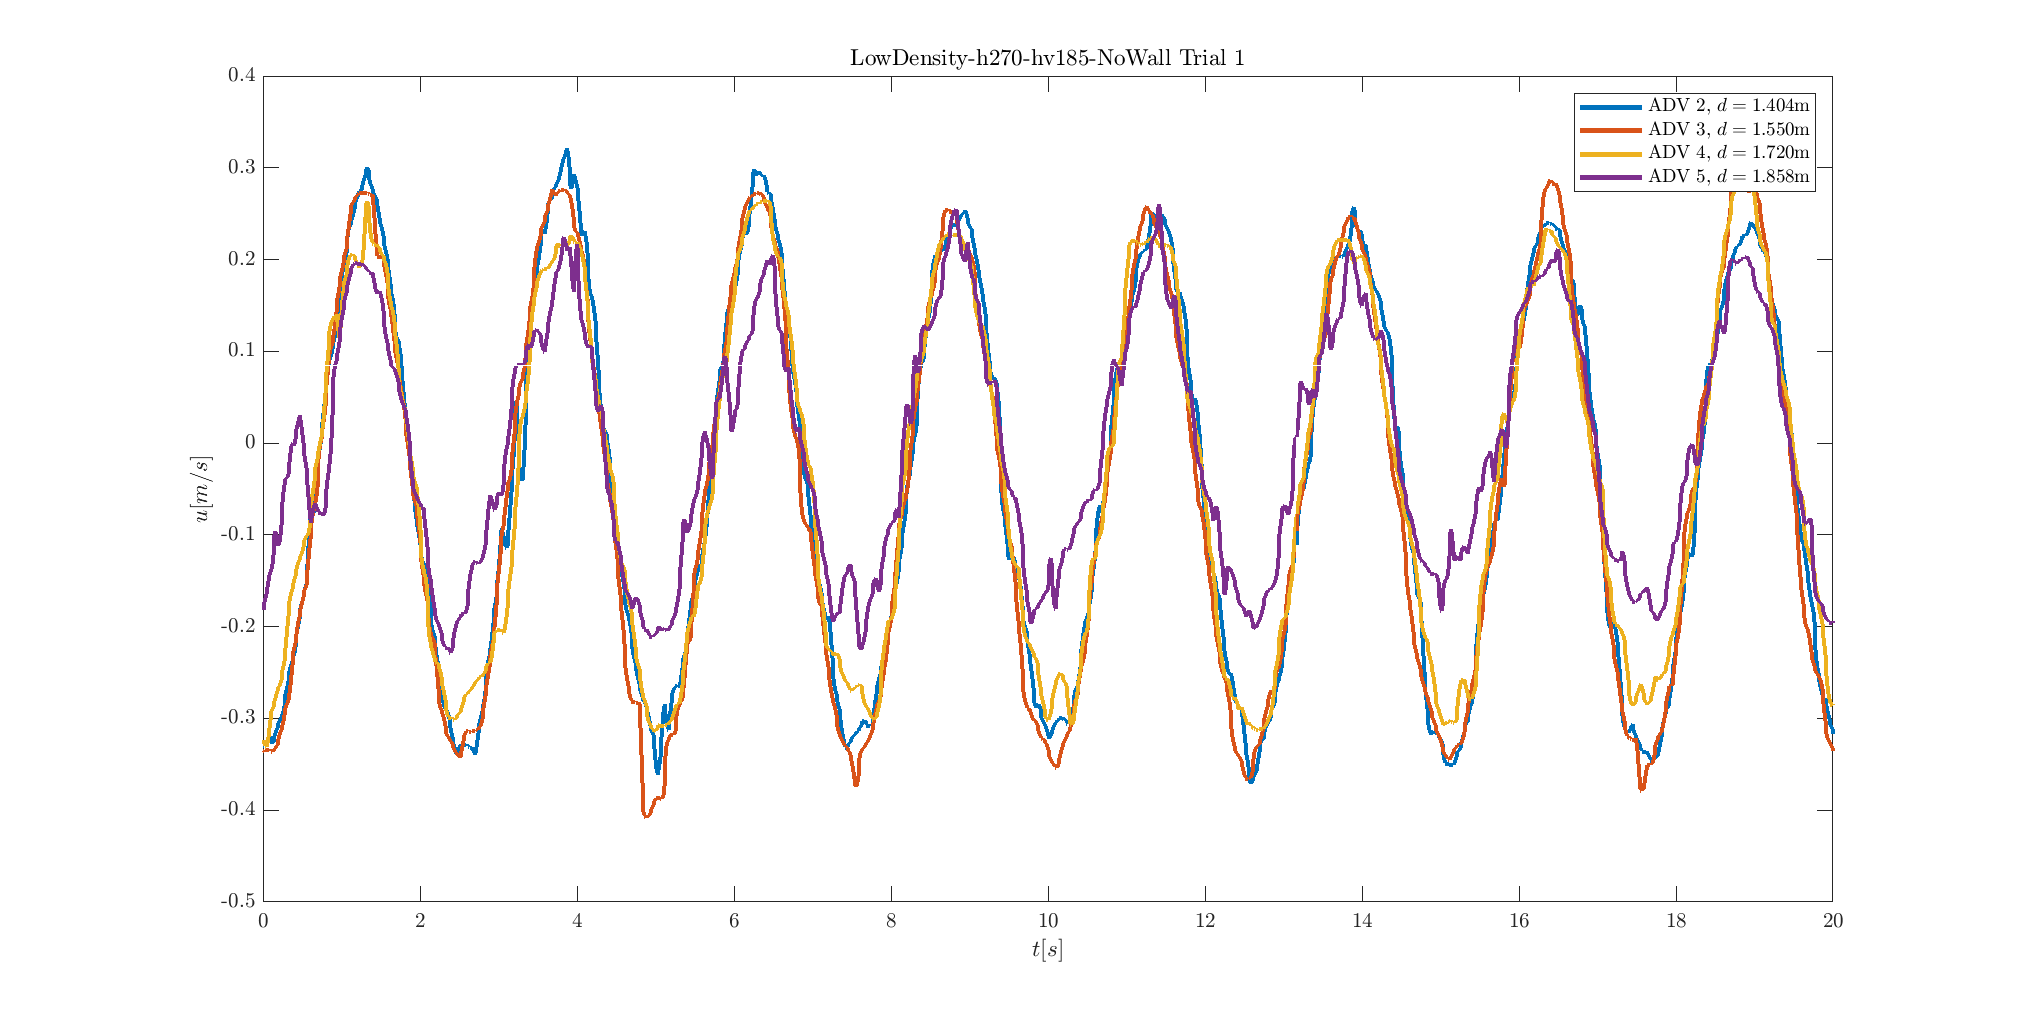 LowDensity-h270-hv185-NoWall Trial 1
0.4
0.3
0.2
0.1
0
-0.1
-0.2
-0.3
-0.4
-0.5
u[m/s]
ADV 2, d = 1.404m
ADV 3, d = 1.550m
ADV 4, d = 1.720m
ADV 5, d = 1.858m
0 2 4 6 8 10 12 14 16 18 20
t[s]